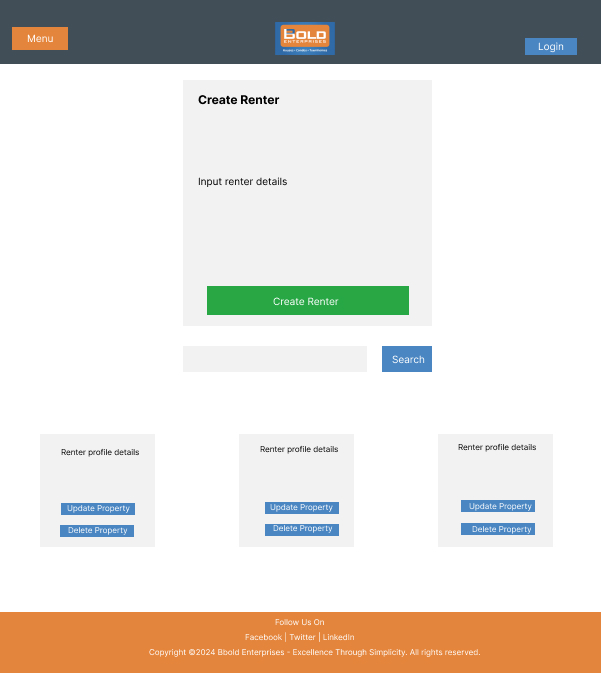 Menu
bOLD
ENTERPRISES
Login
Create Renter
Input renter details
Create Renter
Search
Renter profile details
Update Property
Delete Property
Renter profile details
Update Property
Delete Property
Renter profile details
Update Property
Delete Property
Follow Us On
Facebook | Twitter | LinkedIn
Copyright ©2024 Bbold Enterprises - Excellence Through Simplicity. All rights reserved.